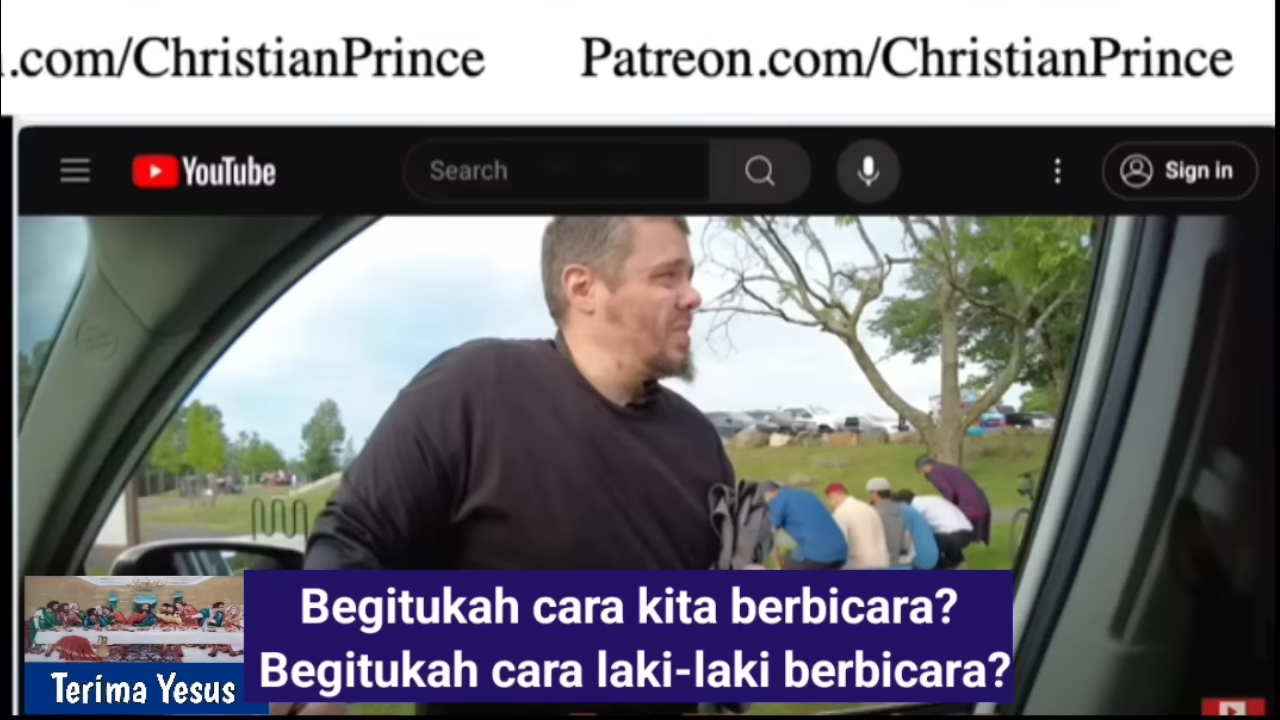 .com/ChristianPrince
Patreon.com/ChristianPrince
YouTube
Search
Sign in
Begitukah cara kita berbicara?
Begitukah cara laki-laki berbicara?
Terima Yesus